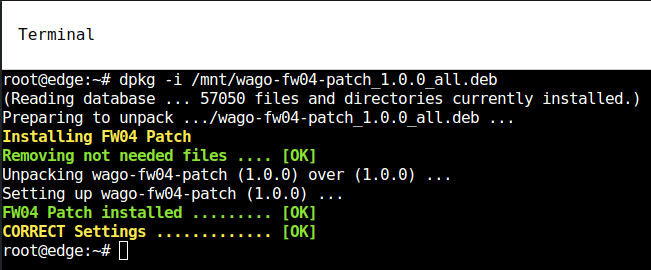 Terminal
root@edge:~# dpkg -i /mnt/wago-fw04-patch_1.0.0_all.deb
(Reading database ... 57050 files and directories currently installed.)
Preparing to unpack .../wago-fw04-patch_1.0.0_all.deb ...
Installing FW04 Patch
Removing not needed files .... [OK]
Unpacking wago-fw04-patch (1.0.0) over (1.0.0) ...
Setting up wago-fw04-patch (1.0.0) ...
FW04 Patch installed ......... [OK]
CORRECT Settings ............. [OK]
root@edge:~#